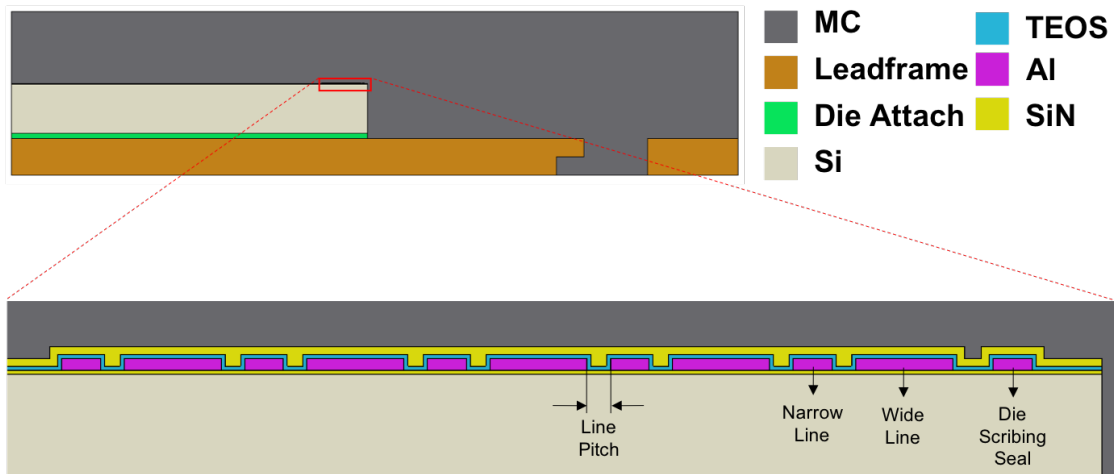 MC
TEOS
Leadframe
Al
Die Attach
SiN
Si
Line
Pitch
Narrow
Line
Wide
Line
Die
Scribing
Seal